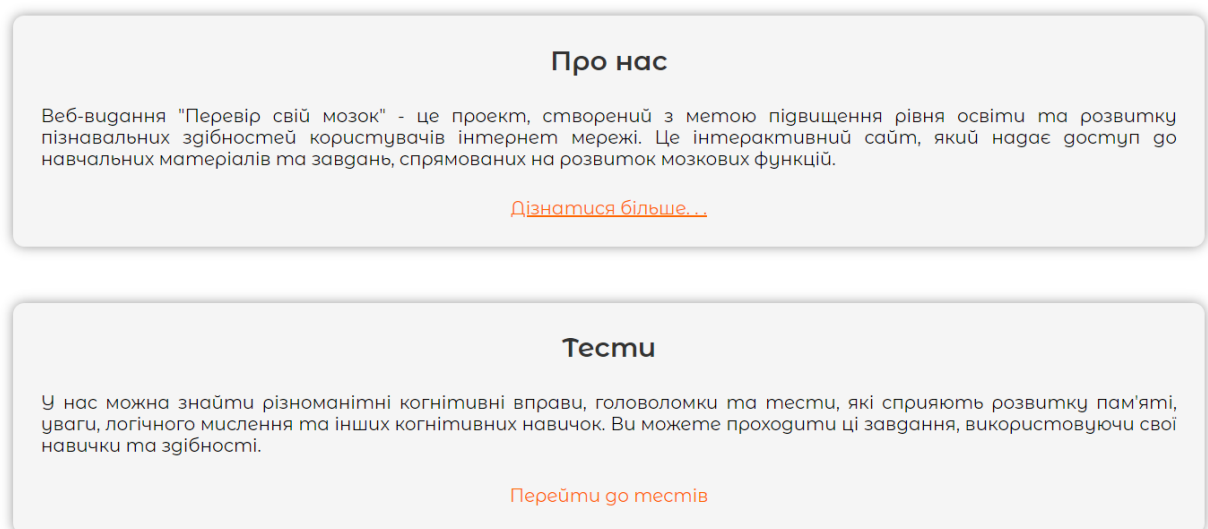 Про нас
Веб-видання "Перевір свій мозок" - це проект, створений з метою підвищення рівня освіти та розвитку
пізнавальних здібностей користувачів інтернет мережі. Це інтерактивний сайт, який надає доступ до
навчальних матеріалів та завдань, спрямованих на розвиток мозкових функцій.
Дізнатися більше. . .
Тести
У нас можна знайти різноманітні когнітивні вправи, головоломки та тести, які сприяють розвитку пам'яті,
уваги, логічного мислення та інших когнітивних навичок. Ви можете проходити ці завдання, використовуючи свої
навички та здібності.
Перейти до тестів